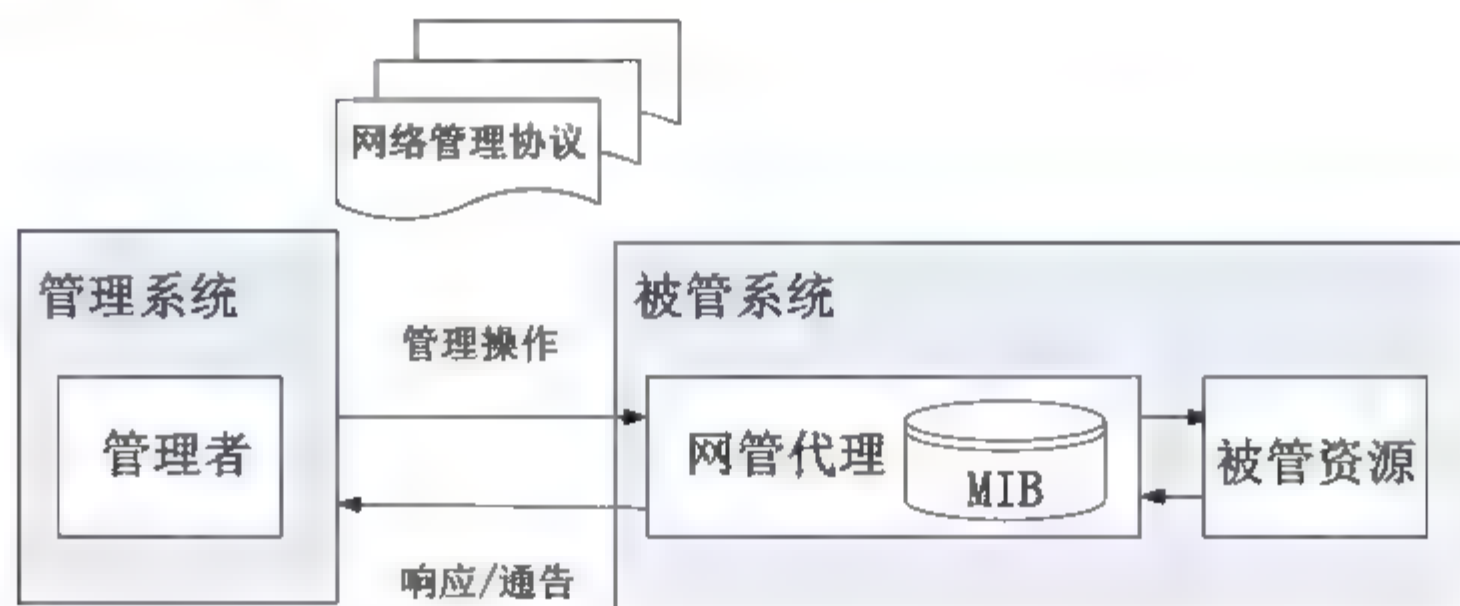 网络管理协议
管理系统
被管系统
管理操作
管理者
网管代理
MIB
被管资源
响应/通告